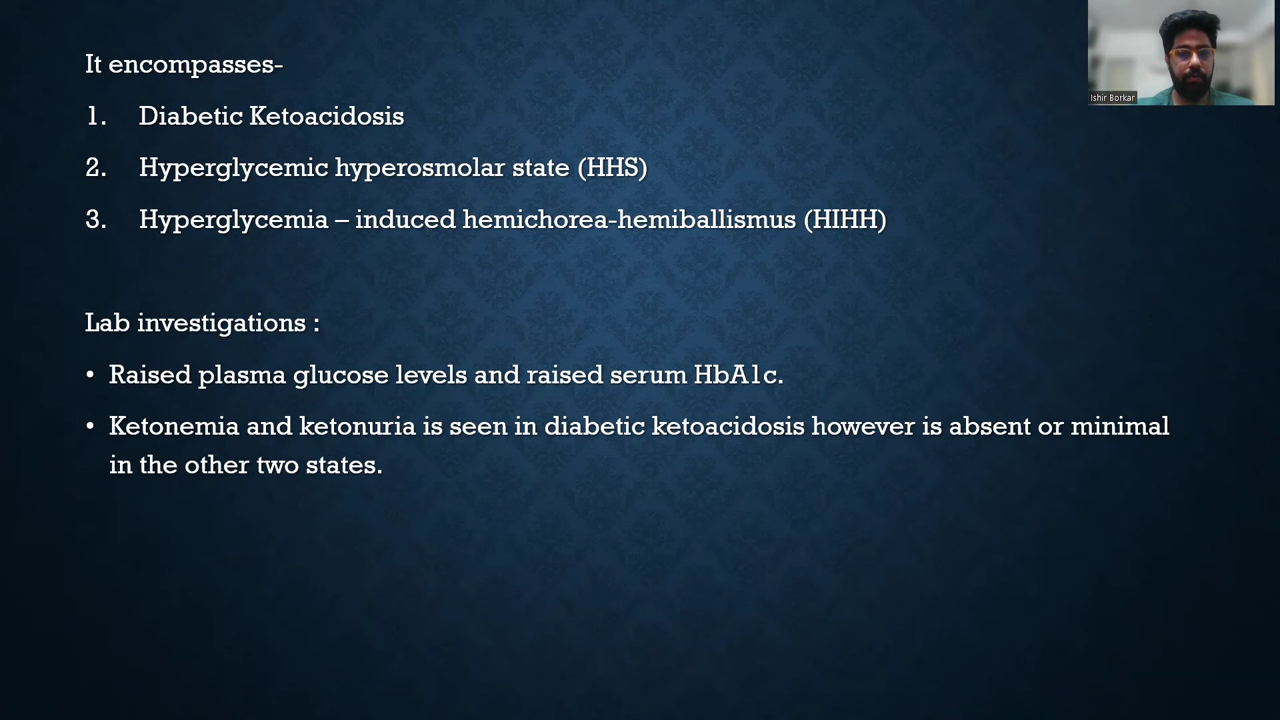 It encompasses-
1. Diabetic Ketoacidosis
2. Hyperglycemic hyperosmolar state (HHS)
3. Hyperglycemia – induced hemichorea-hemiballismus (HIHH)
Lab investigations :
• Raised plasma glucose levels and raised serum HbA1c.
• Ketonemia and ketonuria is seen in diabetic ketoacidosis however is absent or minimal
in the other two states.
Ishir Borkar